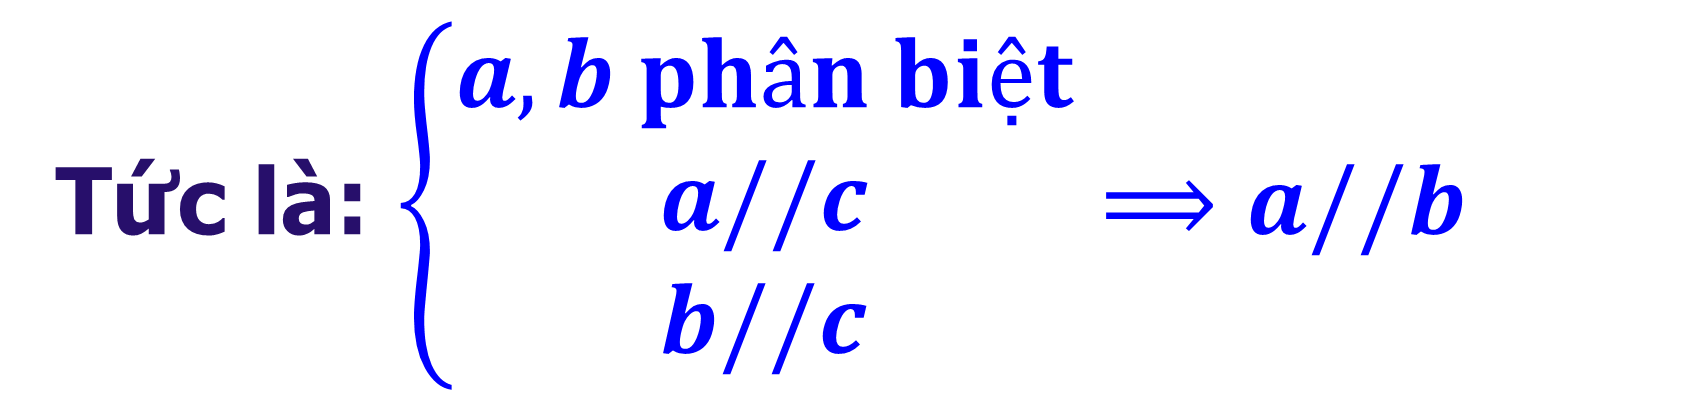 a, b phân biệt
Tức là: a//c ⟹ a//b
b//c